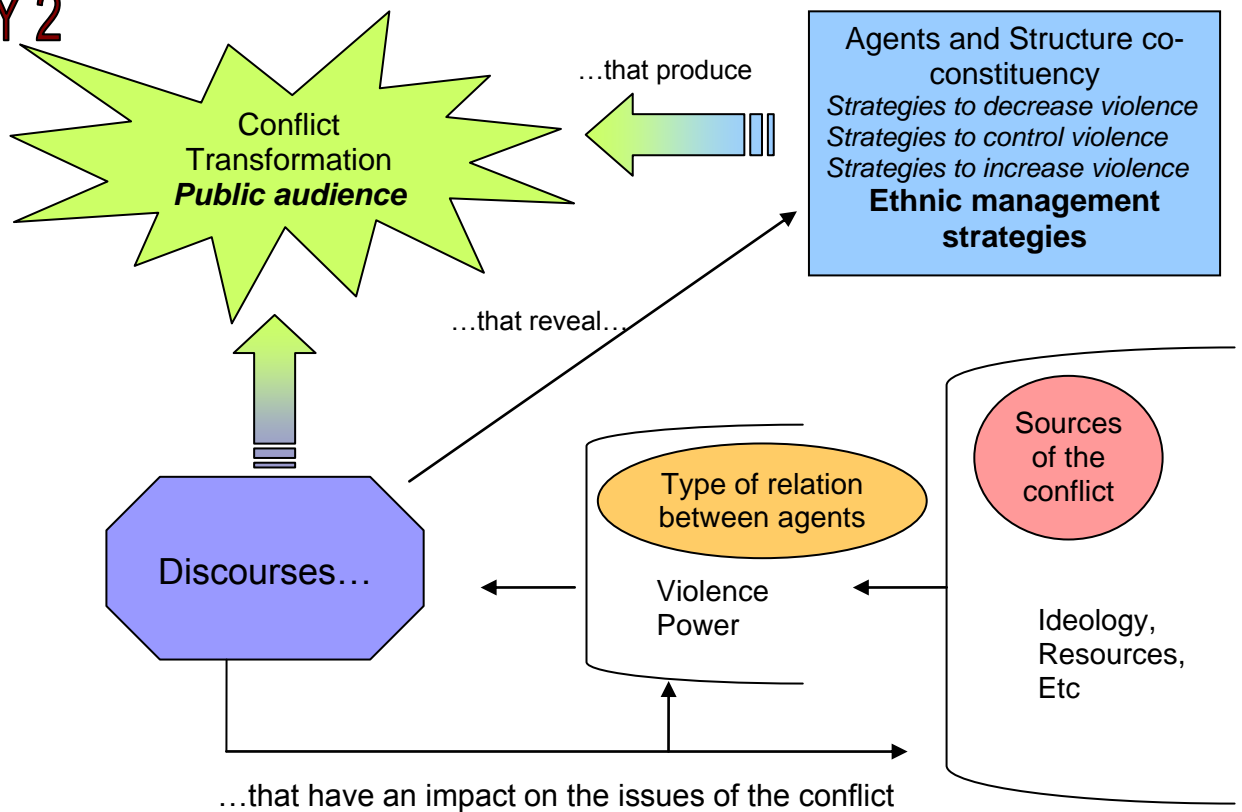 Y 2
Conflict
Transformation
Public audience
…that produce
Agents and Structure co-
constituency
Strategies to decrease violence
Strategies to control violence
Strategies to increase violence
Ethnic management
strategies
…that reveal…
Discourses…
Type of relation
between agents
Violence
Power
Sources
of the
conflict
Ideology,
Resources,
Etc
…that have an impact on the issues of the conflict